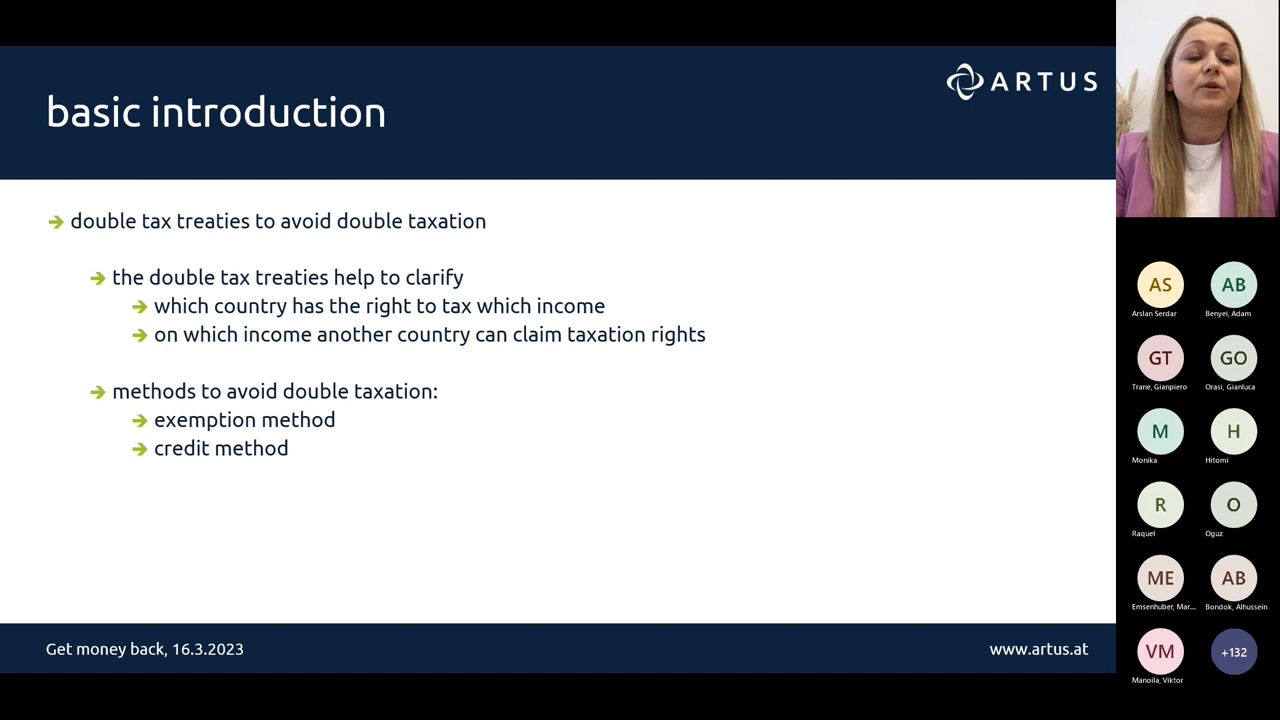 basic introduction
ARTUS
double tax treaties to avoid double taxation
the double tax treaties help to clarify
which country has the right to tax which income
on which income another country can claim taxation rights
methods to avoid double taxation:
exemption method
credit method
Get money back, 16.3.2023
www.artus.at
AS
AB
Arslan Serdar
Benyei, Adam
GT
GO
Trane, Gianpiero
Orasi, Gianluca
M
H
Monika
Hitomi
R
O
Raquel
Oguz
ME
AB
Emsenhuber, Mar...
Bondok, Alhussein
VM
+132
Manoila, Viktor